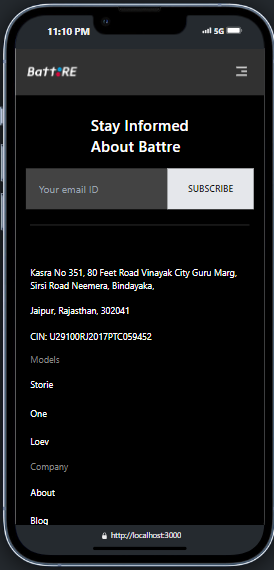 11:10 PM
5G
BattRE
Stay Informed
About Battre
Your email ID
SUBSCRIBE
Kasra No 351, 80 Feet Road Vinayak City Guru Marg,
Sirsi Road Neemera, Bindayaka,
Jaipur, Rajasthan, 302041
CIN: U29100RJ2017PTC059452
Models
Storie
One
Loev
Company
About
Blog
http://localhost:3000